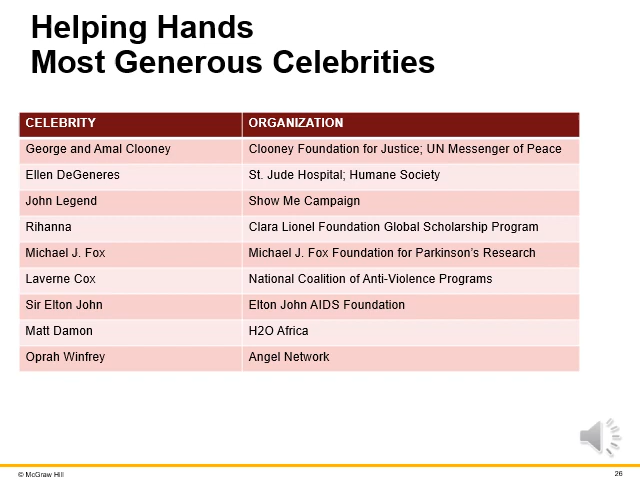 Helping Hands
Most Generous Celebrities
CELEBRITY ORGANIZATION
George and Amal Clooney Clooney Foundation for Justice; UN Messenger of Peace
Ellen DeGeneres St. Jude Hospital; Humane Society
John Legend Show Me Campaign
Rihanna Clara Lionel Foundation Global Scholarship Program
Michael J. Fox Michael J. Fox Foundation for Parkinson’s Research
Laverne Cox National Coalition of Anti-Violence Programs
Sir Elton John Elton John AIDS Foundation
Matt Damon H2O Africa
Oprah Winfrey Angel Network
© McGraw Hill 26